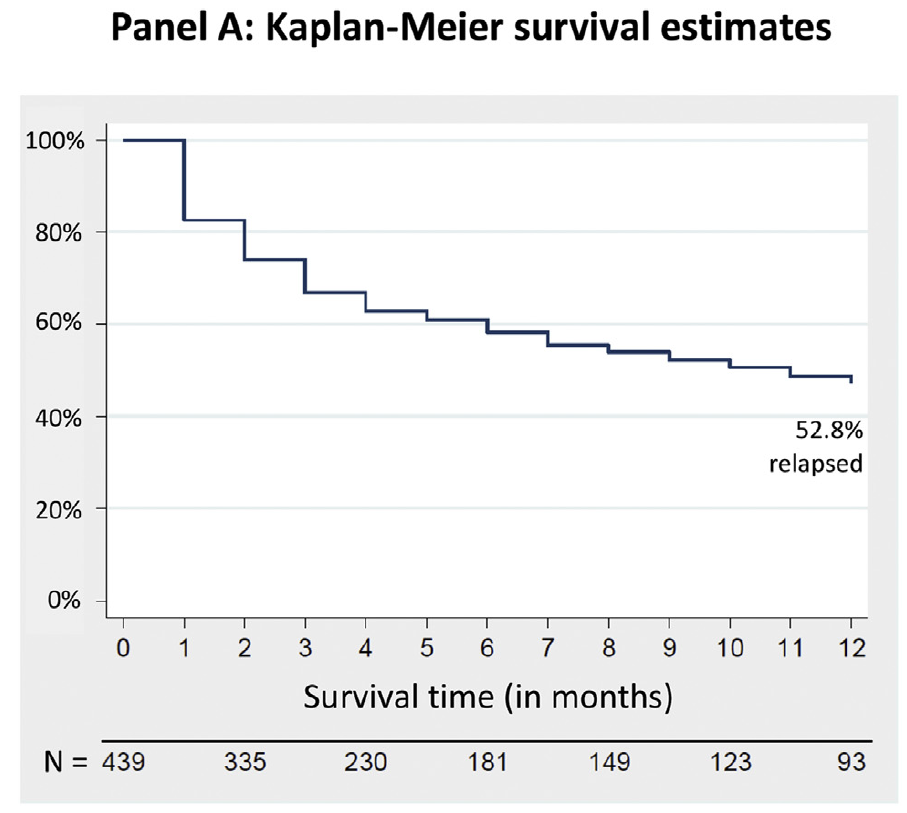 Panel A: Kaplan-Meier survival estimates
100%
80%
60%
40%
52.8%
relapsed
20%
0%
0 1 2 3 4 5 6 7 8 9 10 11 12
Survival time (in months)
N = 439 335 230 181 149 123 93